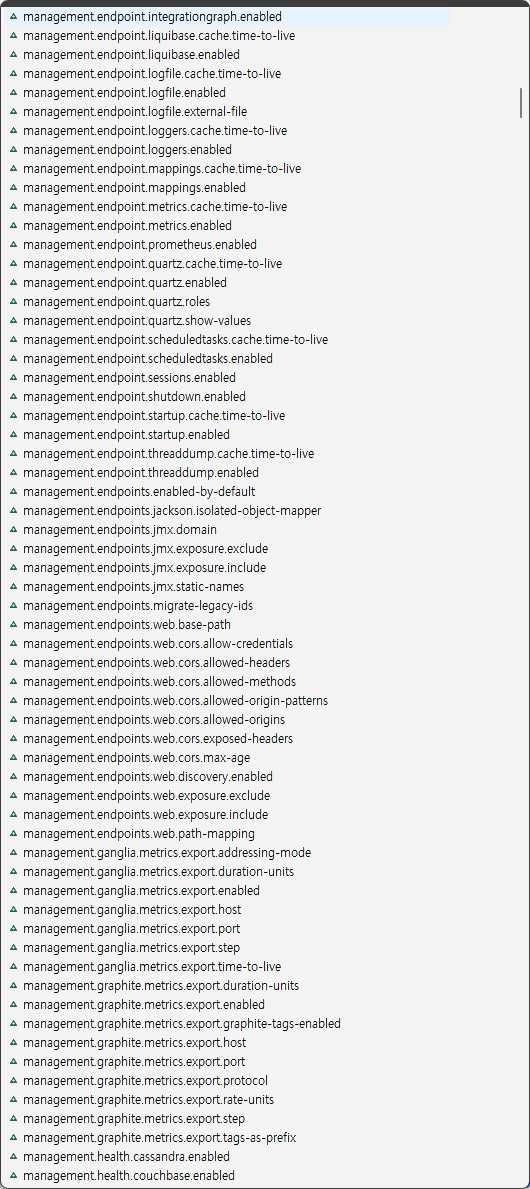 management.endpoint.integrationgraph.enabled
management.endpoint.liquibase.cache.time-to-live
management.endpoint.liquibase.enabled
management.endpoint.logfile.cache.time-to-live
management.endpoint.logfile.enabled
management.endpoint.logfile.external-file
management.endpoint.loggers.cache.time-to-live
management.endpoint.loggers.enabled
management.endpoint.mappings.cache.time-to-live
management.endpoint.mappings.enabled
management.endpoint.metrics.cache.time-to-live
management.endpoint.metrics.enabled
management.endpoint.prometheus.enabled
management.endpoint.quartz.cache.time-to-live
management.endpoint.quartz.enabled
management.endpoint.quartz.roles
management.endpoint.quartz.show-values
management.endpoint.scheduledtasks.cache.time-to-live
management.endpoint.scheduledtasks.enabled
management.endpoint.sessions.enabled
management.endpoint.shutdown.enabled
management.endpoint.startup.cache.time-to-live
management.endpoint.startup.enabled
management.endpoint.threaddump.cache.time-to-live
management.endpoint.threaddump.enabled
management.endpoints.enabled-by-default
management.endpoints.jackson.isolated-object-mapper
management.endpoints.jmx.domain
management.endpoints.jmx.exposure.exclude
management.endpoints.jmx.exposure.include
management.endpoints.jmx.static-names
management.endpoints.migrate-legacy-ids
management.endpoints.web.base-path
management.endpoints.web.cors.allow-credentials
management.endpoints.web.cors.allowed-headers
management.endpoints.web.cors.allowed-methods
management.endpoints.web.cors.allowed-origin-patterns
management.endpoints.web.cors.allowed-origins
management.endpoints.web.cors.exposed-headers
management.endpoints.web.cors.max-age
management.endpoints.web.discovery.enabled
management.endpoints.web.exposure.exclude
management.endpoints.web.exposure.include
management.endpoints.web.path-mapping
management.ganglia.metrics.export.addressing-mode
management.ganglia.metrics.export.duration-units
management.ganglia.metrics.export.enabled
management.ganglia.metrics.export.host
management.ganglia.metrics.export.port
management.ganglia.metrics.export.step
management.ganglia.metrics.export.time-to-live
management.graphite.metrics.export.duration-units
management.graphite.metrics.export.enabled
management.graphite.metrics.export.graphite-tags-enabled
management.graphite.metrics.export.host
management.graphite.metrics.export.port
management.graphite.metrics.export.protocol
management.graphite.metrics.export.rate-units
management.graphite.metrics.export.step
management.graphite.metrics.export.tags-as-prefix
management.health.cassandra.enabled
management.health.couchbase.enabled